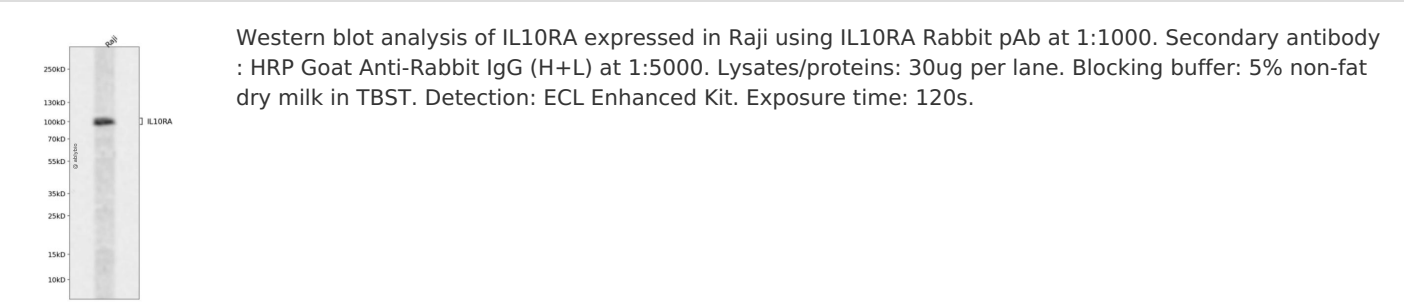 Raji
Western blot analysis of IL10RA expressed in Raji using IL10RA Rabbit pAb at 1:1000. Secondary antibody
: HRP Goat Anti-Rabbit IgG (H+L) at 1:5000. Lysates/proteins: 30ug per lane. Blocking buffer: 5% non-fat
dry milk in TBST. Detection: ECL Enhanced Kit. Exposure time: 120s.
250kD
130kD
100kD
IL10RA
70kD
55kD
35kD
25kD
15kD
10kD